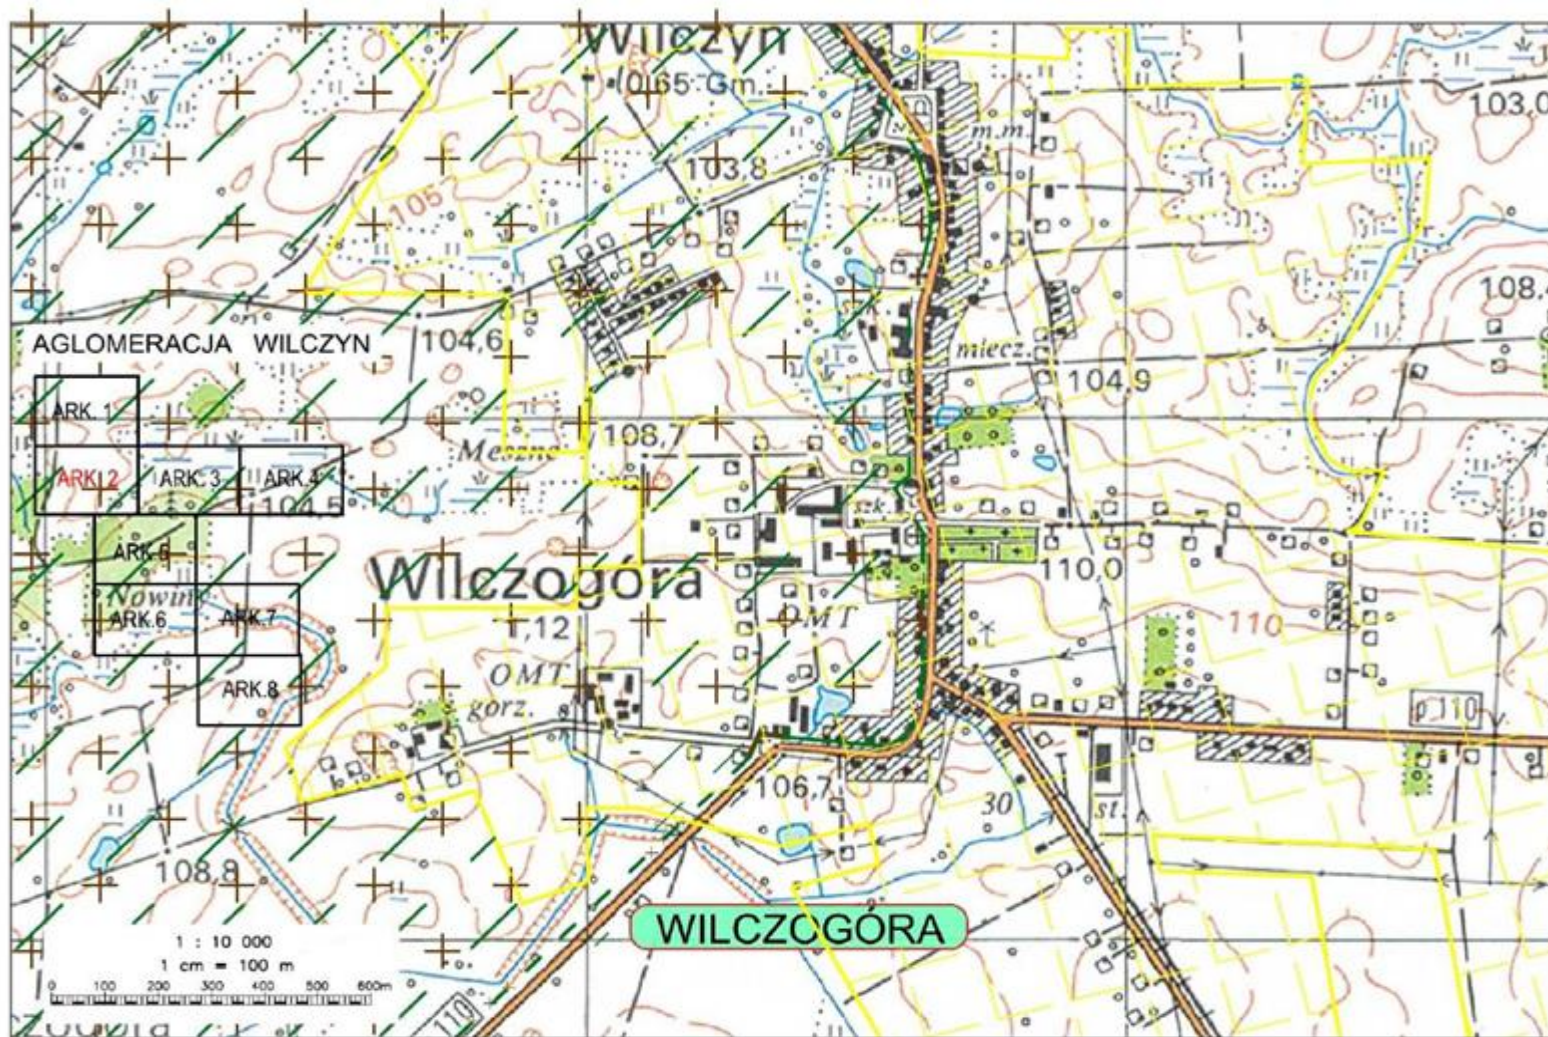 Wilczyn
0.65 Gm.
103,0
m.m.
103,8
105
108,4
104,6
miecz.
104,9
AGLOMERACJA WILCZYN
ARK. 1
108,7
ARK. 2
ARK. 3
ARK.4
104,5
szk.
ARK.5
Wilczogóra
110,0
ARK.6
ARK.7
1,12
OMT
110
OMT
ARK.8
gorz.
p 110
106,7
30
st.
108,8
WILCZOGÓRA
1 : 10 000
1 cm = 100 m
0 100 200 300 400 500 600m
110